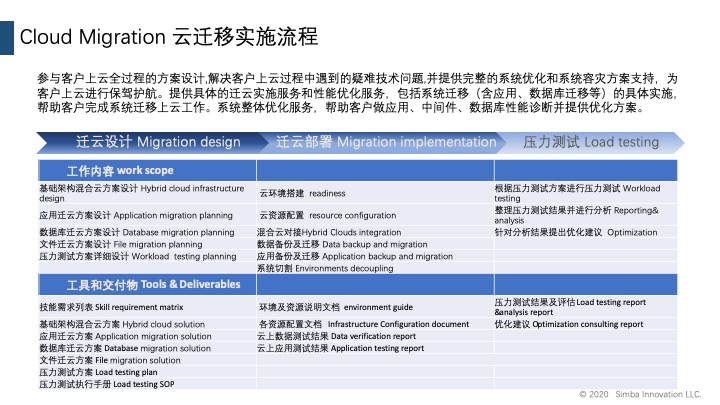 Cloud Migration 云迁移实施流程
参与客户上云全过程的方案设计,解决客户上云过程中遇到的疑难技术问题,并提供完整的系统优化和系统容灾方案支持，为
客户上云进行保驾护航。提供具体的迁云实施服务和性能优化服务，包括系统迁移（含应用、数据库迁移等）的具体实施，
帮助客户完成系统迁移上云工作。系统整体优化服务，帮助客户做应用、中间件、数据库性能诊断并提供优化方案。
迁云设计 Migration design
迁云部署 Migration implementation
压力测试 Load testing
工作内容 work scope
基础架构混合云方案设计 Hybrid cloud infrastructure
design
云环境搭建 readiness
根据压力测试方案进行压力测试 Workload
testing
应用迁云方案设计 Application migration planning
云资源配置 resource configuration
整理压力测试结果并进行分析 Reporting&
analysis
数据库迁云方案设计 Database migration planning
混合云对接Hybrid Clouds integration
针对分析结果提出优化建议 Optimization
文件迁云方案设计 File migration planning
数据备份及迁移 Data backup and migration
压力测试方案详细设计 Workload testing planning
应用备份及迁移 Application backup and migration
系统切割 Environments decoupling
工具和交付物 Tools & Deliverables
技能需求列表 Skill requirement matrix
环境及资源说明文档 environment guide
压力测试结果及评估Load testing report
&analysis report
基础架构混合云方案 Hybrid cloud solution
各资源配置文档 Infrastructure Configuration document
优化建议 Optimization consulting report
应用迁云方案 Application migration solution
云上数据测试结果 Data verification report
数据库迁云方案 Database migration solution
云上应用测试结果 Application testing report
文件迁云方案 File migration solution
压力测试方案 Load testing plan
压力测试执行手册 Load testing SOP
© 2020 Simba Innovation LLC.